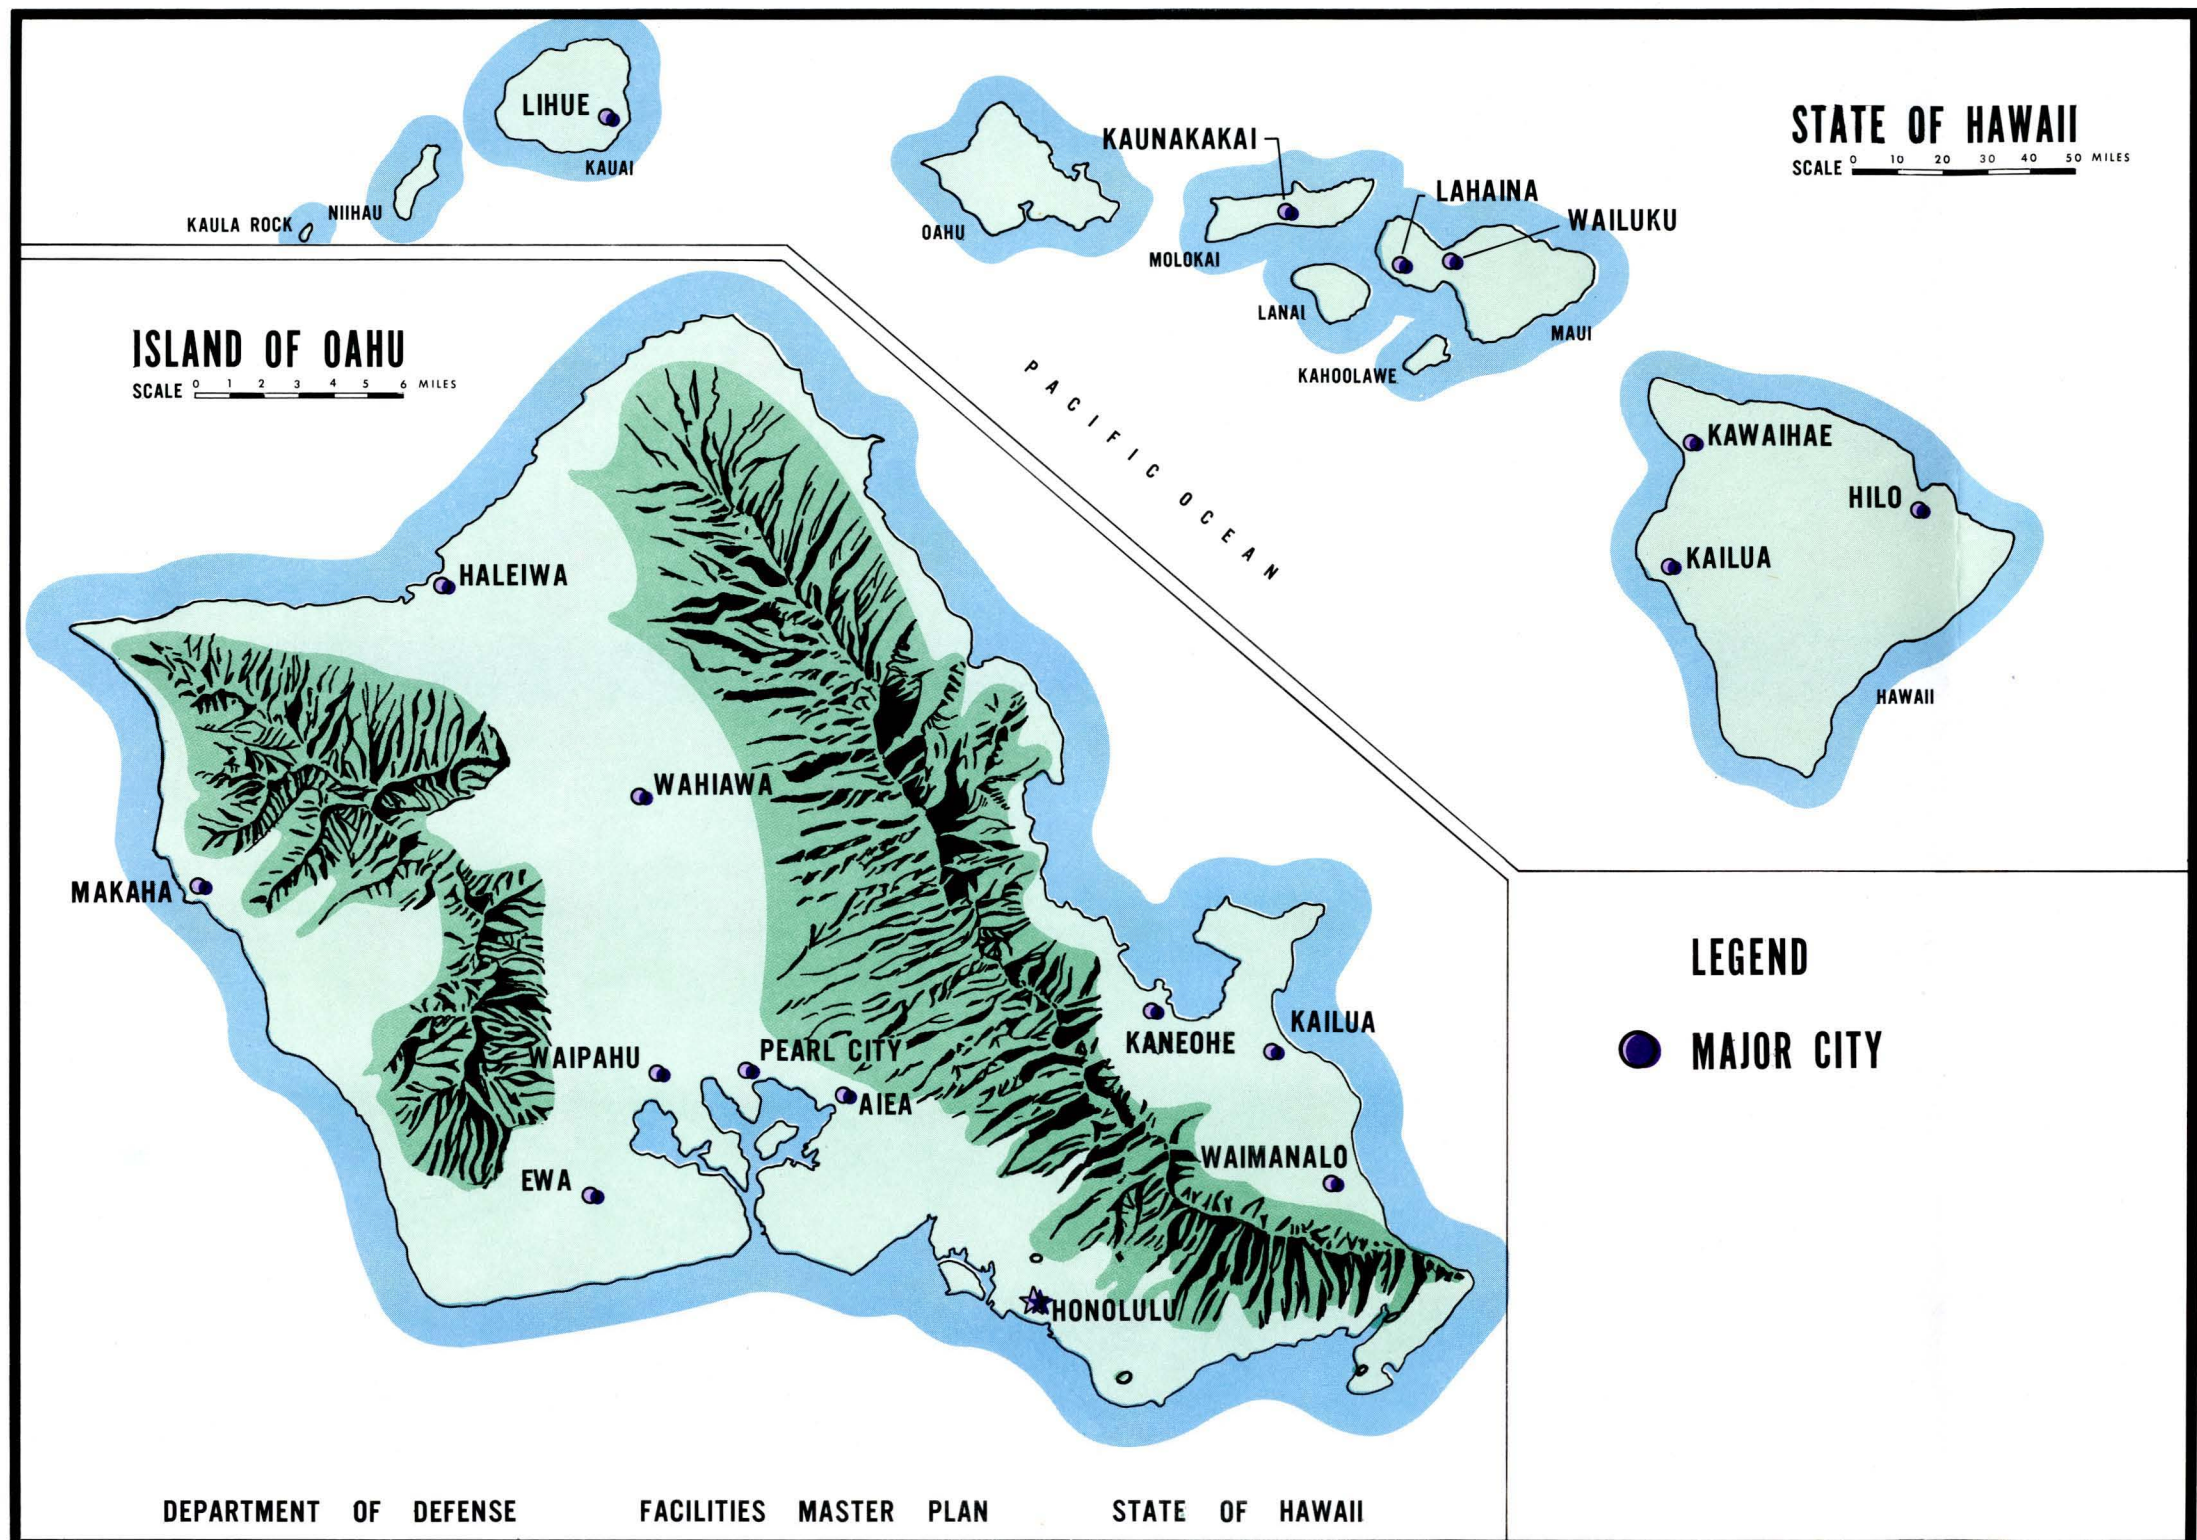 STATE OF HAWAII
SCALE 0 10 20 30 40 50 MILES
LIHUE
KAUAI
NIIHAU
KAULA ROCK
OAHU
KAUNAKAKAI
MOLOKAI
LAHAINA
WAILUKU
LANAI
MAUI
KAHOOLAWE
PACIFIC OCEAN
KAWAIHAE
HILO
KAILUA
HAWAII
ISLAND OF OAHU
SCALE 0 1 2 3 4 5 6 MILES
HALEIWA
WAHIAWA
MAKAHA
KANEOHE
KAILUA
WAIPAHU
PEARL CITY
AIEA
EWA
WAIMANALO
HONOLULU
LEGEND
MAJOR CITY
DEPARTMENT OF DEFENSE FACILITIES MASTER PLAN STATE OF HAWAII